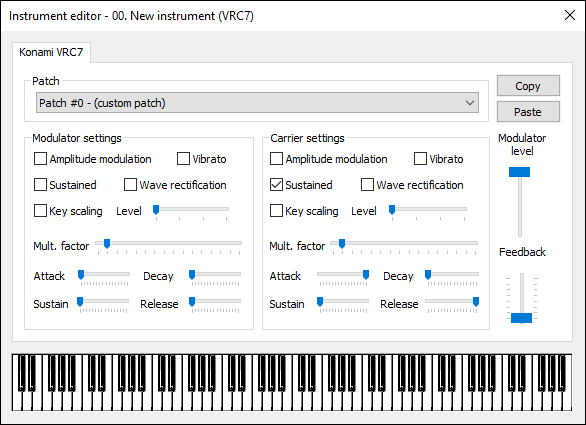 Instrument editor - 00. New instrument (VRC7)
Konami VRC7
Patch
Patch #0 - (custom patch)
Copy
Paste
Modulator settings
Amplitude modulation
Vibrato
Sustained
Wave rectification
Key scaling
Level
Mult. factor
Attack
Decay
Sustain
Release
Carrier settings
Amplitude modulation
Vibrato
Sustained
Wave rectification
Key scaling
Level
Mult. factor
Attack
Decay
Sustain
Release
Modulator
level
Feedback